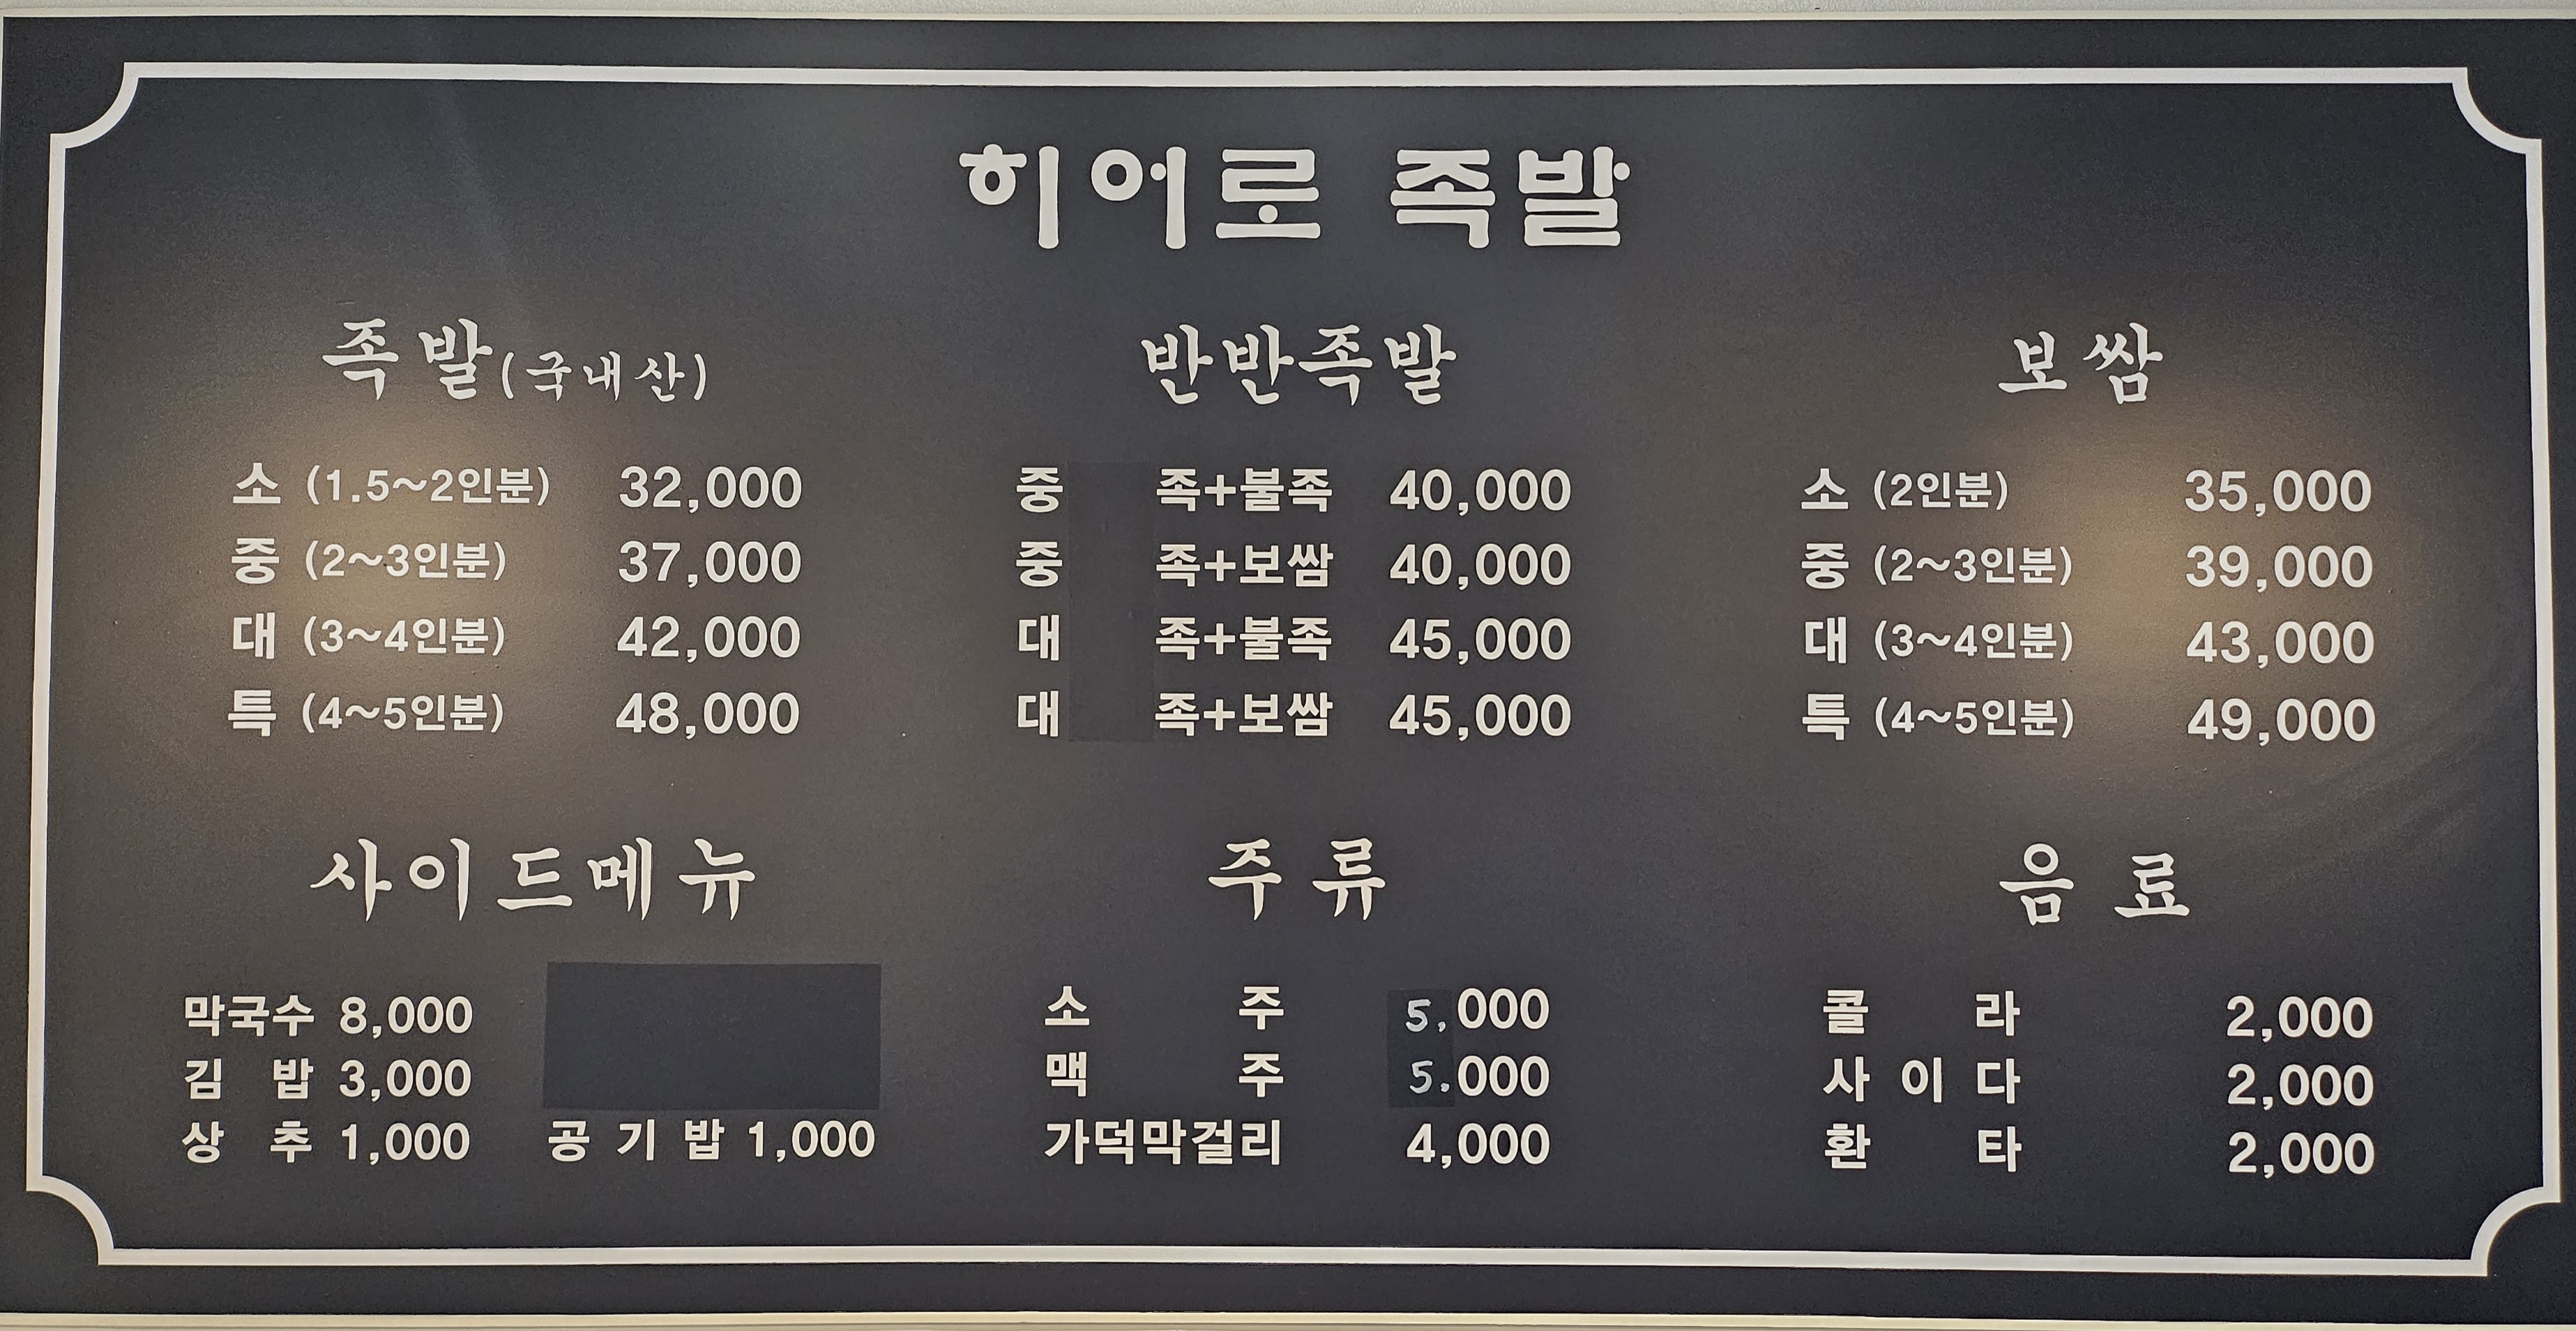 히어로 족발
족발(국내산)
소 (1.5~2인분) 32,000
중 (2~3인분) 37,000
대 (3~4인분) 42,000
특 (4~5인분) 48,000
반반족발
중 족+불족 40,000
중 족+보쌈 40,000
대 족+불족 45,000
대 족+보쌈 45,000
보쌈
소 (2인분) 35,000
중 (2~3인분) 39,000
대 (3~4인분) 43,000
특 (4~5인분) 49,000
사이드메뉴
막국수 8,000
김 밥 3,000
상 추 1,000 공 기 밥 1,000
주 류
소 주 5,000
맥 주 5.000
가덕막걸리 4,000
음 료
콜 라 2,000
사 이 다 2,000
환 타 2,000